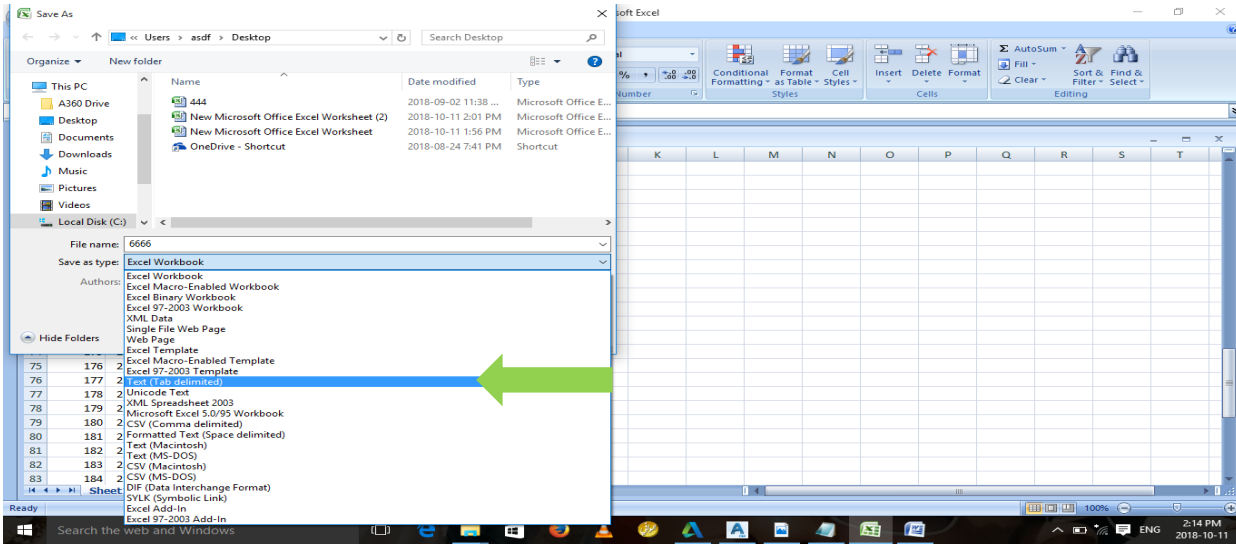 Save As
soft Excel
« Users › asdf › Desktop
Search Desktop
Organize
New folder
This PC
A360 Drive
Desktop
Documents
Downloads
Music
Pictures
Videos
Local Disk (C:)
Name Date modified Type
444 2018-09-02 11:38 ... Microsoft Office E...
New Microsoft Office Excel Worksheet (2) 2018-10-11 2:01 PM Microsoft Office E...
New Microsoft Office Excel Worksheet 2018-10-11 1:56 PM Microsoft Office E...
OneDrive - Shortcut 2018-08-24 7:41 PM Shortcut
File name: 6666
Save as type: Excel Workbook
Authors:
Excel Workbook
Excel Macro-Enabled Workbook
Excel Binary Workbook
Excel 97-2003 Workbook
XML Data
Single File Web Page
Web Page
Excel Template
Excel Macro-Enabled Template
Excel 97-2003 Template
Text (Tab delimited)
Unicode Text
XML Spreadsheet 2003
Microsoft Excel 5.0/95 Workbook
CSV (Comma delimited)
Formatted Text (Space delimited)
Text (Macintosh)
Text (MS-DOS)
CSV (Macintosh)
CSV (MS-DOS)
DIF (Data Interchange Format)
SYLK (Symbolic Link)
Excel Add-In
Excel 97-2003 Add-In
Hide Folders
% ,
Number
Conditional Formatting
Format as Table
Cell Styles
Styles
Insert Delete Format
Cells
Σ AutoSum
Fill
Clear
Sort & Filter
Find & Select
Editing
K L M N O P Q R S T
75 176 2
76 177 2
77 178 2
78 179 2
79 180 2
80 181 2
81 182 2
82 183 2
83 184 2
Sheet
Ready
100%
Search the web and Windows
ENG
2:14 PM
2018-10-11